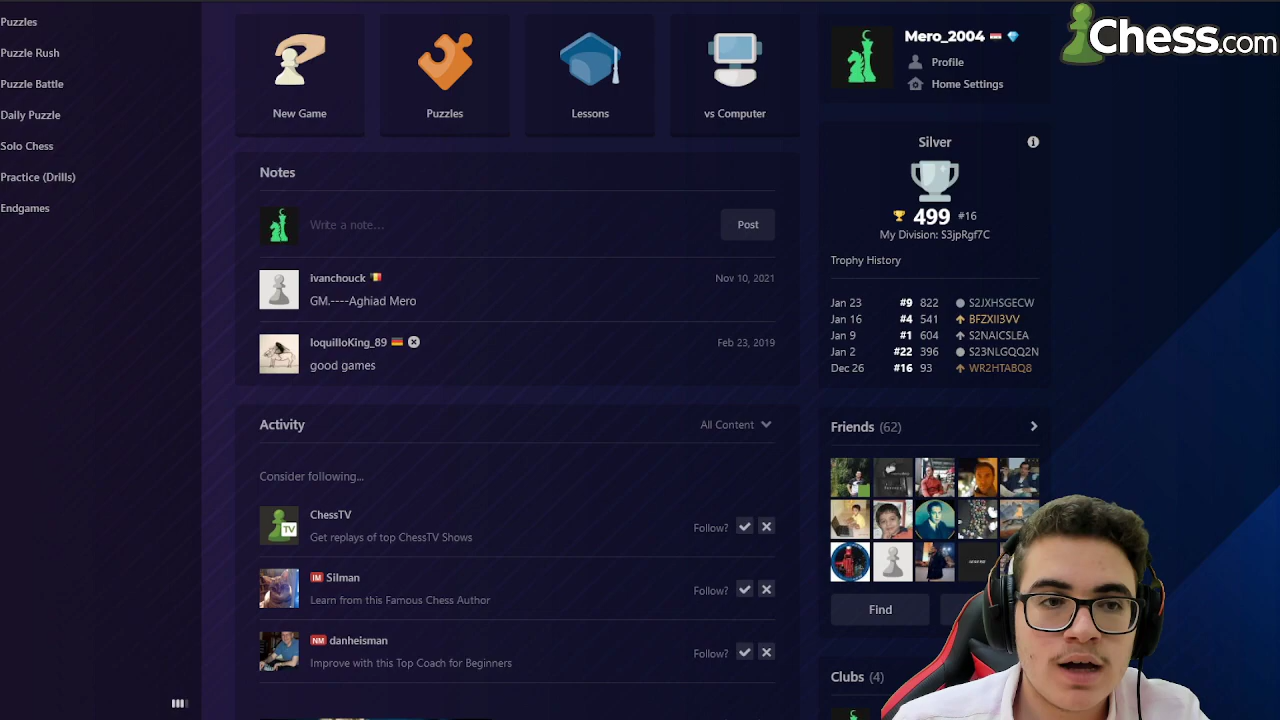 Puzzles
Puzzle Rush
Puzzle Battle
Daily Puzzle
Solo Chess
Practice (Drills)
Endgames
New Game
Puzzles
Lessons
vs Computer
Notes
Write a note...
Post
ivanchouck
Nov 10, 2021
GM.----Aghiad Mero
loquilloKing_89
Feb 23, 2019
good games
Activity
All Content
Consider following...
TV
ChessTV
Get replays of top ChessTV Shows
Follow?
IM Silman
Learn from this Famous Chess Author
Follow?
NM danheisman
Improve with this Top Coach for Beginners
Follow?
Mero_2004
Profile
Home Settings
Chess.com
Silver
499 #16
My Division: S3jpRgf7C
Trophy History
Jan 23 #9 822 S2JXHSGECW
Jan 16 #4 541 BFZXII3VV
Jan 9 #1 604 S2NAICSLEA
Jan 2 #22 396 S23NLGQQ2N
Dec 26 #16 93 WR2HTABQ8
Friends (62)
Find
Clubs (4)